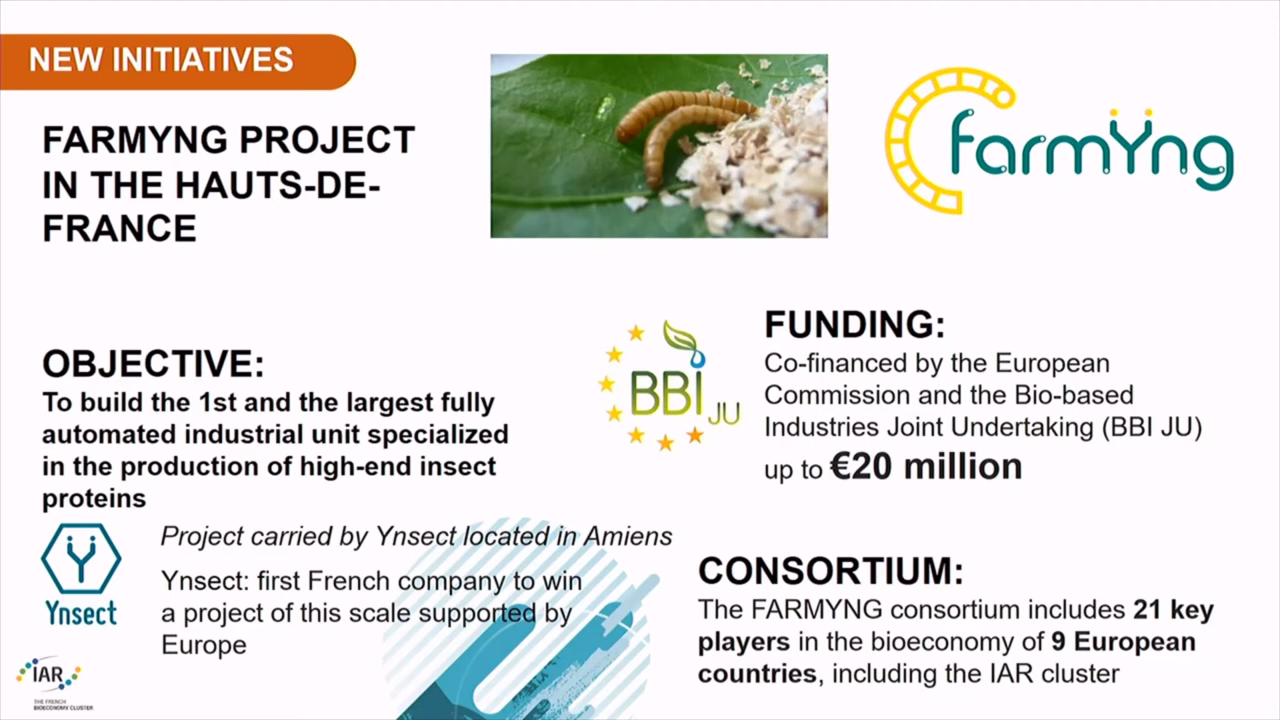 NEW INITIATIVES
FARMYNG PROJECT
IN THE HAUTS-DE-
FRANCE
farmYng
OBJECTIVE:
To build the 1st and the largest fully
automated industrial unit specialized
in the production of high-end insect
proteins
Ynsect
Project carried by Ynsect located in Amiens
Ynsect: first French company to win
a project of this scale supported by
Europe
BBI JU
FUNDING:
Co-financed by the European
Commission and the Bio-based
Industries Joint Undertaking (BBI JU)
up to €20 million
CONSORTIUM:
The FARMYNG consortium includes 21 key
players in the bioeconomy of 9 European
countries, including the IAR cluster
IAR
THE FRENCH
BIOECONOMY CLUSTER